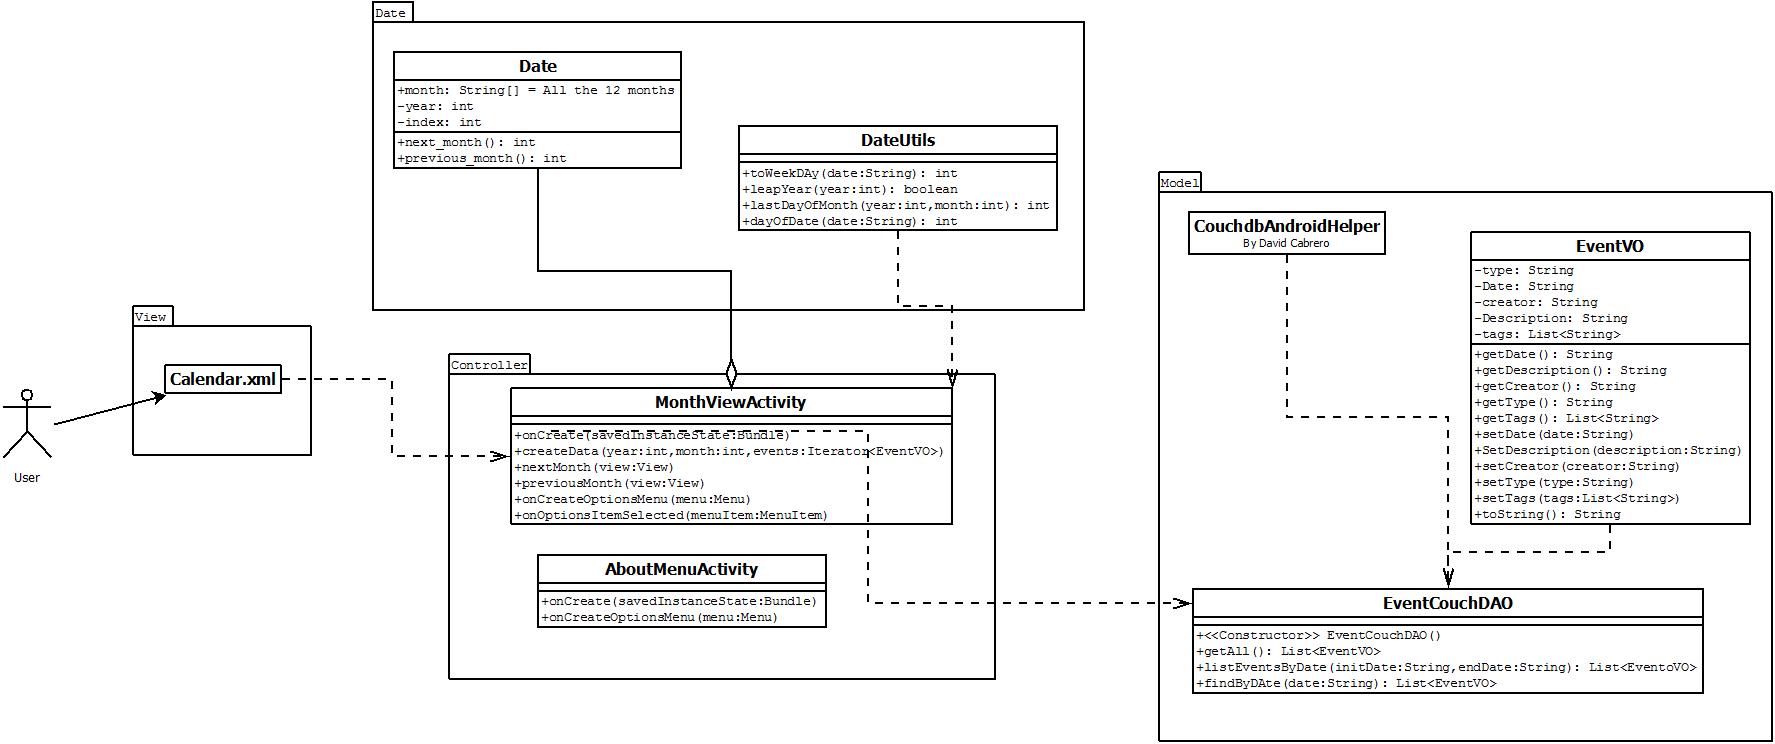 Date
Date
+month: String[] = All the 12 months
-year: int
-index: int
+next_month(): int
+previous_month(): int
DateUtils
+toWeekDAy(date:String): int
+leapYear(year:int): boolean
+lastDayOfMonth(year:int,month:int): int
+dayOfDate(date:String): int
View
Calendar.xml
User
Controller
MonthViewActivity
+onCreate(savedInstanceState:Bundle)
+createData(year:int,month:int,events:Iterator<EventVO>)
+nextMonth(view:View)
+previousMonth(view:View)
+onCreateOptionsMenu(menu:Menu)
+onOptionsItemSelected(menuItem:MenuItem)
AboutMenuActivity
+onCreate(savedInstanceState:Bundle)
+onCreateOptionsMenu(menu:Menu)
Model
CouchdbAndroidHelper
By David Cabrero
EventVO
-type: String
-Date: String
-creator: String
-Description: String
-tags: List<String>
+getDate(): String
+getDescription(): String
+getCreator(): String
+getType(): String
+getTags(): List<String>
+setDate(date:String)
+SetDescription(description:String)
+setCreator(creator:String)
+setType(type:String)
+setTags(tags:List<String>)
+toString(): String
EventCouchDAO
+<<Constructor>> EventCouchDAO()
+getAll(): List<EventVO>
+listEventsByDate(initDate:String,endDate:String): List<EventoVO>
+findByDAte(date:String): List<EventVO>